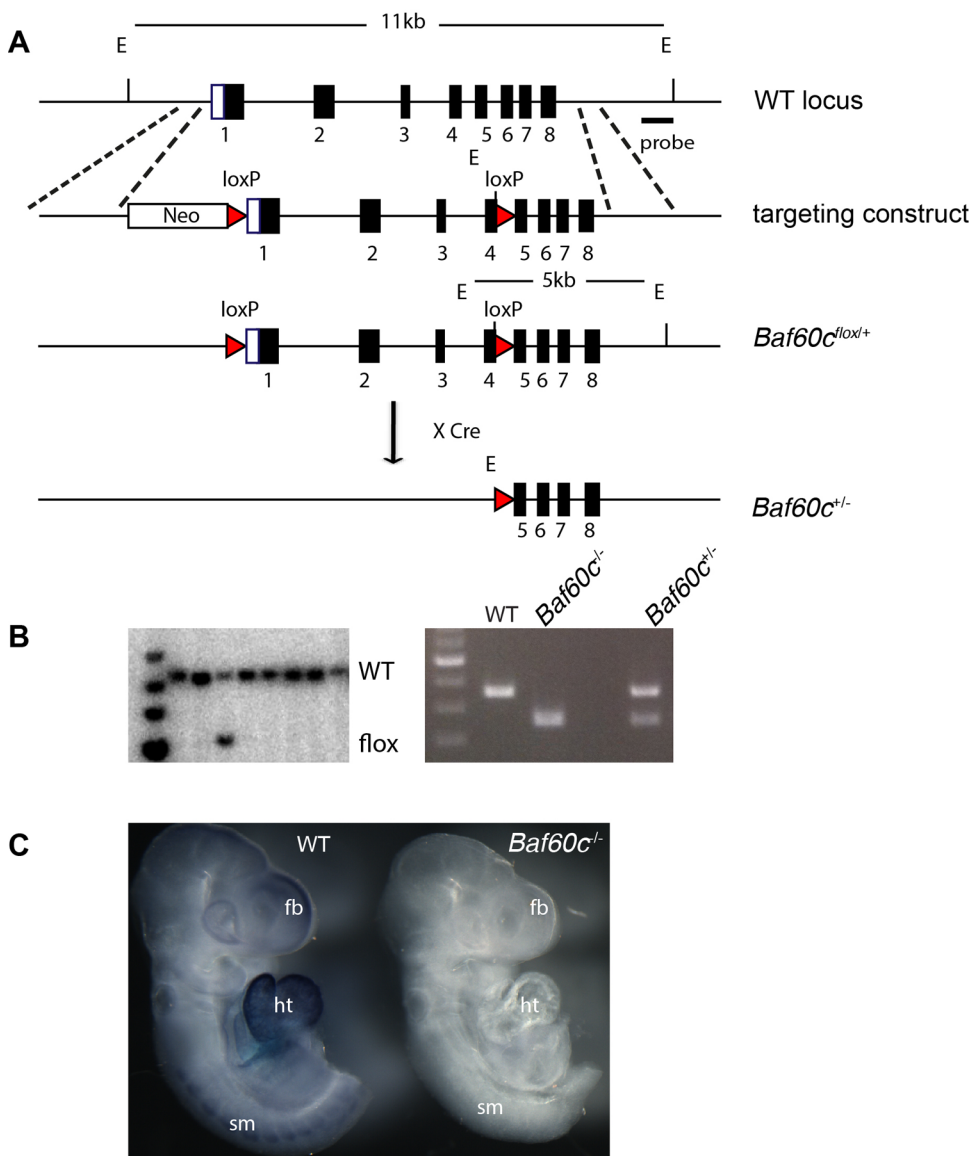 A
11kb
E E
WT locus
1 2 3 4 5 6 7 8
probe
E
loxP loxP
Neo
targeting construct
1 2 3 4 5 6 7 8
5kb
E E
loxP loxP
Baf60c flox/+
1 2 3 4 5 6 7 8
X Cre
E
Baf60c+/-
5 6 7 8
B
WT
flox
WT Baf60c-/- Baf60c+/-
C
WT Baf60c-/-
fb fb
ht ht
sm sm